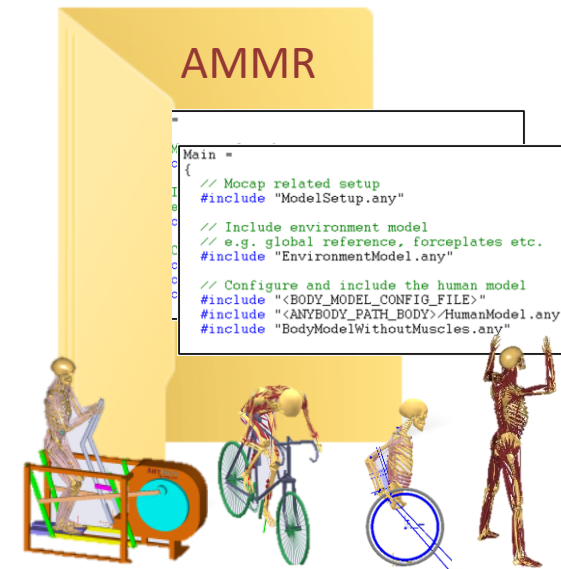 AMMR
=
Main =
{
// Mocap related setup
#include "ModelSetup.any"
// Include environment model
// e.g. global reference, forceplates etc.
#include "EnvironmentModel.any"
// Configure and include the human model
#include "<BODY_MODEL_CONFIG_FILE>"
#include "<ANYBODY_PATH_BODY>/HumanModel.any
#include "BodyModelWithoutMuscles.any"